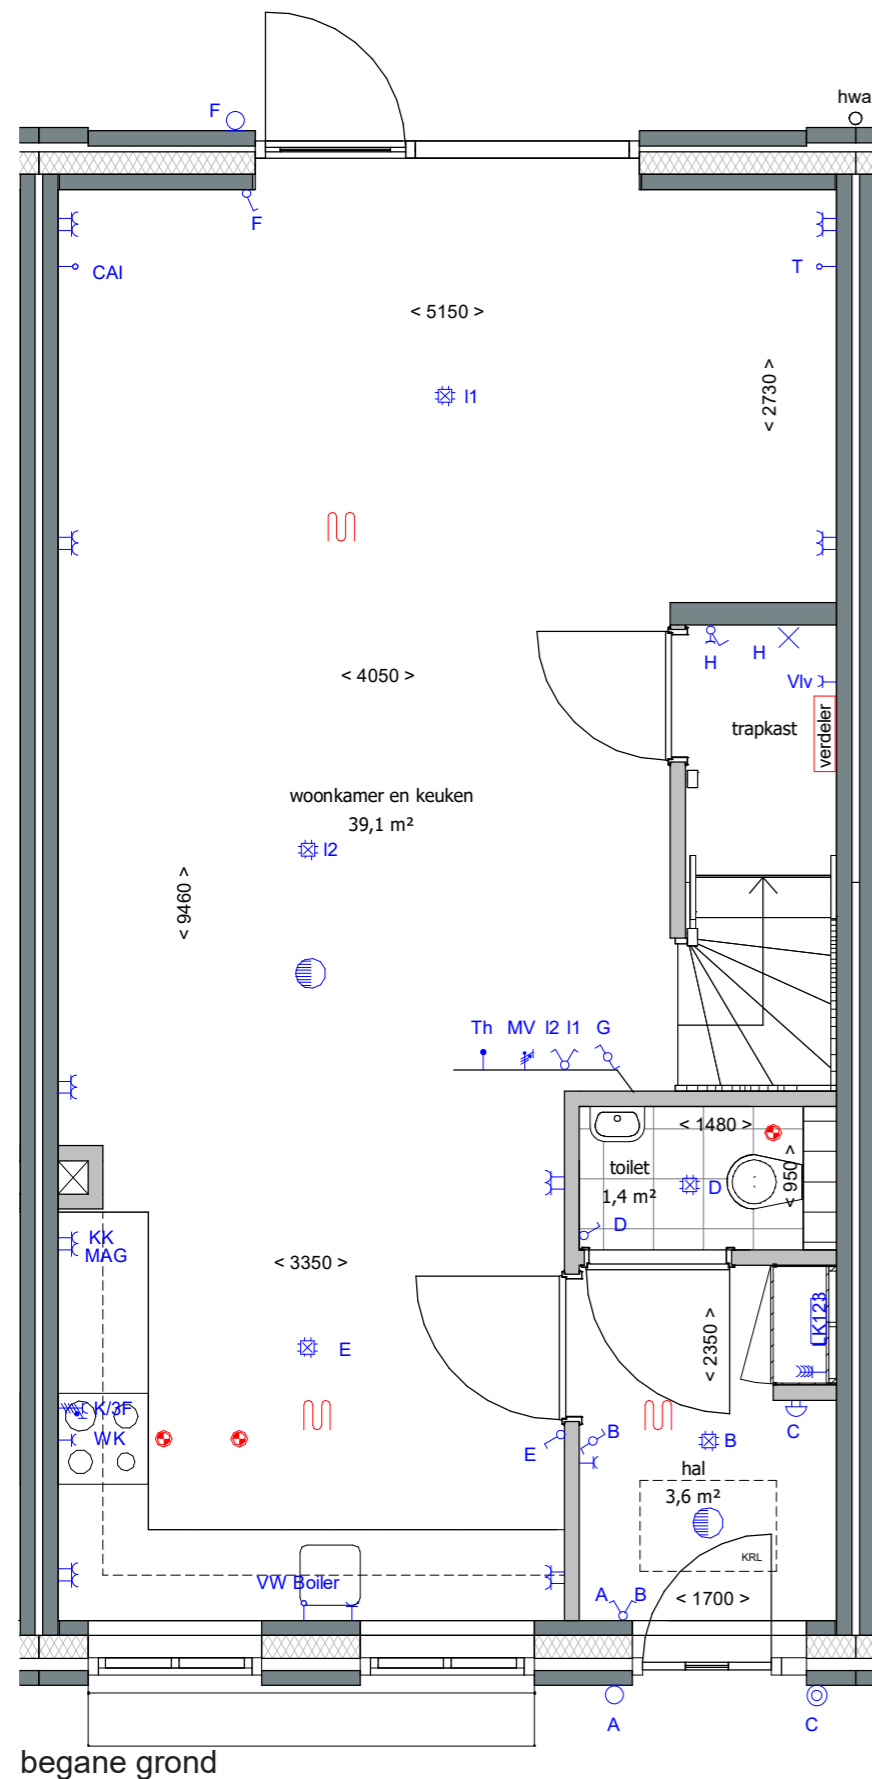 hwa
F
F
CAI
T
< 5150 >
< 2730 >
I1
< 4050 >
H
H
Vlv
trapkast
verdeler
woonkamer en keuken
39,1 m²
I2
< 9460 >
Th MV I2 I1 G
< 1480 >
toilet
1,4 m²
D
< 950 >
D
KK
MAG
< 3350 >
E
< 2350 >
LK123
K/3F
WK
E
B
B
C
hal
3,6 m²
KRL
VW Boiler
A B
< 1700 >
A
C
begane grond